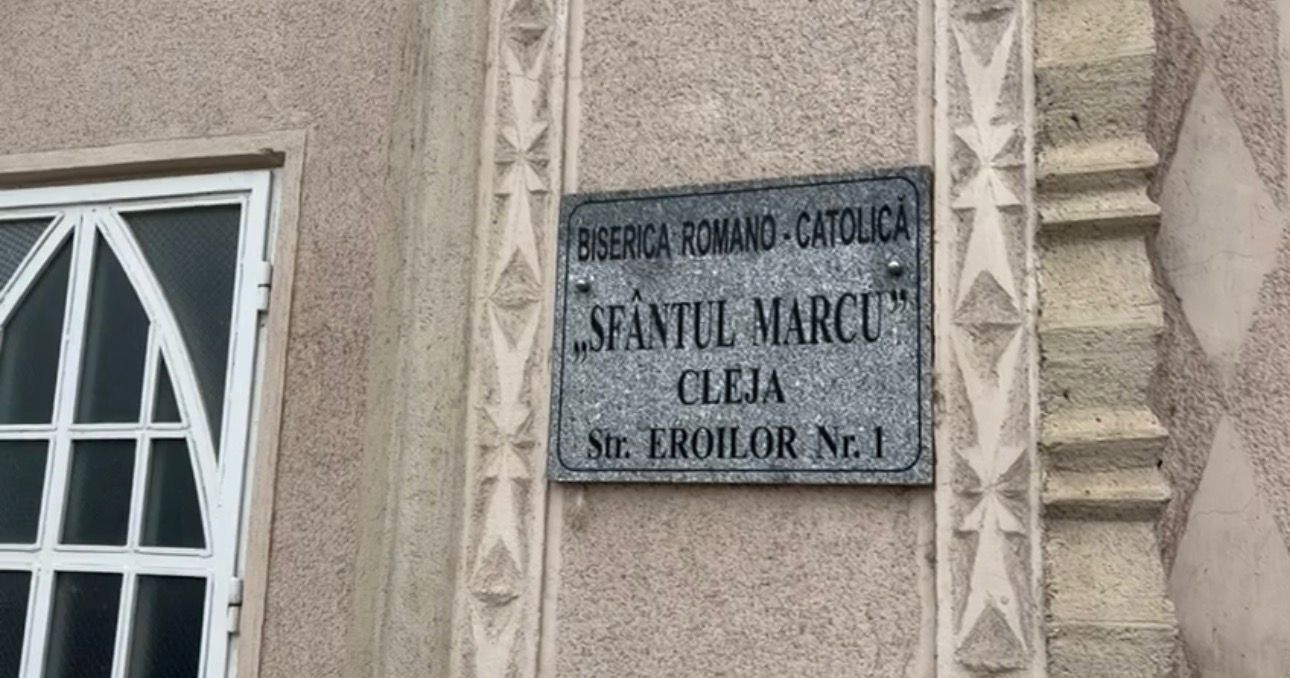 BISERICA ROMANO - CATOLICĂ
„SFÂNTUL MARCU”
CLEJA
Str. EROILOR Nr. 1